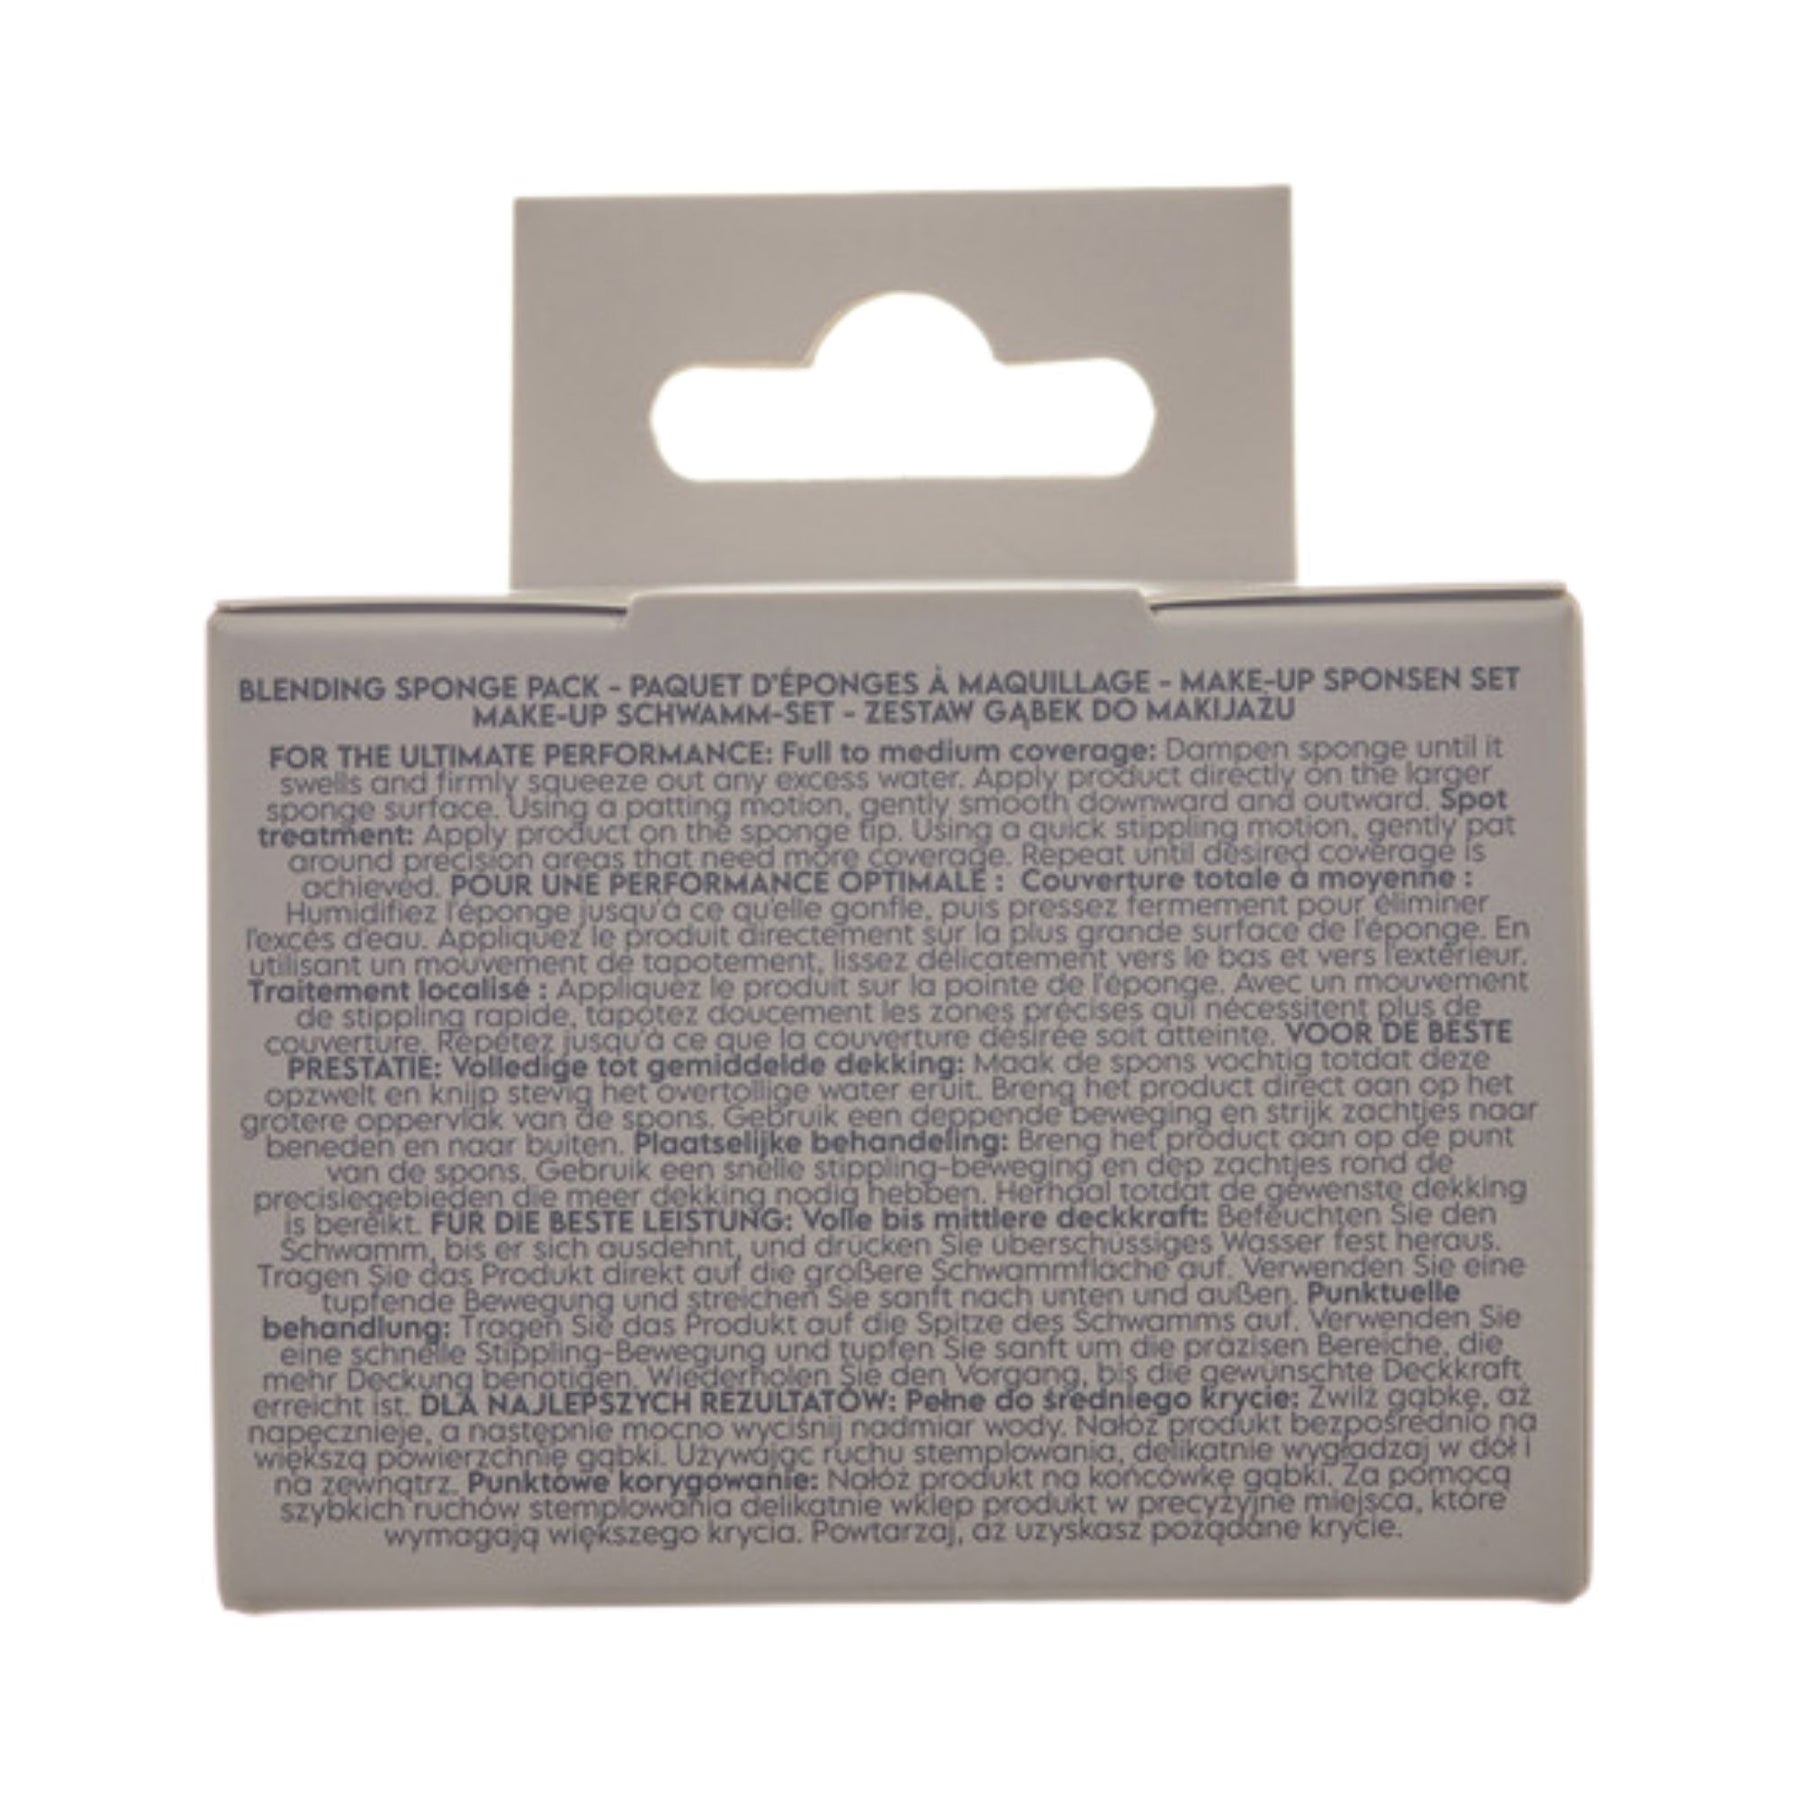 BLENDING SPONGE PACK - PAQUET D'ÉPONGES À MAQUILLAGE - MAKE-UP SPONSEN SET
MAKE-UP SCHWAMM-SET - ZESTAW GĄBEK DO MAKIJAŻU
FOR THE ULTIMATE PERFORMANCE: Full to medium coverage: Dampen sponge until it
swells and firmly squeeze out any excess water. Apply product directly on the larger
sponge surface. Using a patting motion, gently smooth downward and outward. Spot
treatment: Apply product on the sponge tip. Using a quick stippling motion, gently pat
around precision areas that need more coverage. Repeat until desired coverage is
achieved. POUR UNE PERFORMANCE OPTIMALE : Couverture totale à moyenne :
Humidifiez l'éponge jusqu'à ce qu'elle gonfle, puis pressez fermement pour éliminer
l'excès d'eau. Appliquez le produit directement sur la plus grande surface de l'éponge. En
utilisant un mouvement de tapotement, lissez délicatement vers le bas et vers l'extérieur.
Traitement localisé : Appliquez le produit sur la pointe de l'éponge. Avec un mouvement
de stippling rapide, tapotez doucement les zones précises qui nécessitent plus de
couverture. Répétez jusqu'à ce que la couverture désirée soit atteinte. VOOR DE BESTE
PRESTATIE: Volledige tot gemiddelde dekking: Maak de spons vochtig totdat deze
opzwelt en knijp stevig het overtollige water eruit. Breng het product direct aan op het
grotere oppervlak van de spons. Gebruik een deppende beweging en strijk zachtjes naar
beneden en naar buiten. Plaatselijke behandeling: Breng het product aan op de punt
van de spons. Gebruik een snelle stippling-beweging en dep zachtjes rond de
precisiegebieden die meer dekking nodig hebben. Herhaal totdat de gewenste dekking
is bereikt. FÜR DIE BESTE LEISTUNG: Volle bis mittlere deckkraft: Befeuchten Sie den
Schwamm, bis er sich ausdehnt, und drücken Sie überschüssiges Wasser fest heraus.
Tragen Sie das Produkt direkt auf die größere Schwammfläche auf. Verwenden Sie eine
tupfende Bewegung und streichen Sie sanft nach unten und außen. Punktuelle
behandlung: Tragen Sie das Produkt auf die Spitze des Schwamms auf. Verwenden Sie
eine schnelle Stippling-Bewegung und tupfen Sie sanft um die präzisen Bereiche, die
mehr Deckung benötigen. Wiederholen Sie den Vorgang, bis die gewünschte Deckkraft
erreicht ist. DLA NAJLEPSZYCH REZULTATÓW: Pełne do średniego krycie: Zwilż gąbkę, aż
napęcznieje, a następnie mocno wyciśnij nadmiar wody. Nałóż produkt bezpośrednio na
większą powierzchnię gąbki. Używając ruchu stemplowania, delikatnie wygładzaj w dół i
na zewnątrz. Punktowe korygowanie: Nałóż produkt na końcówkę gąbki. Za pomocą
szybkich ruchów stemplowania delikatnie wklep produkt w precyzyjne miejsca, które
wymagają większego krycia. Powtarzaj, aż uzyskasz pożądane krycie.